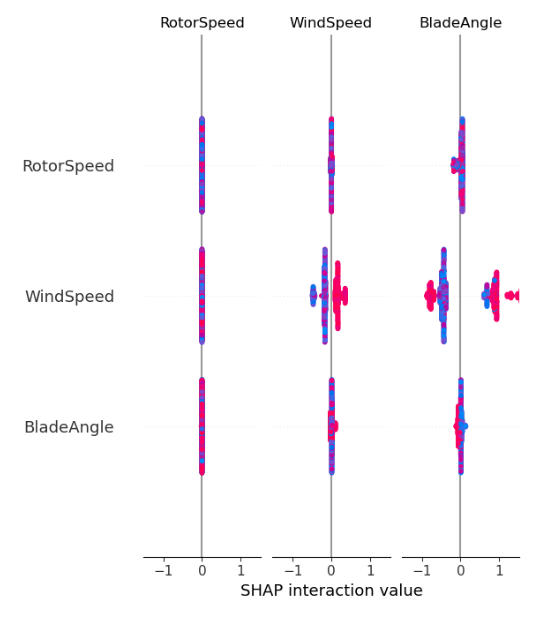 RotorSpeed WindSpeed BladeAngle
RotorSpeed
WindSpeed
BladeAngle
−1 0 1 −1 0 1 −1 0 1
SHAP interaction value